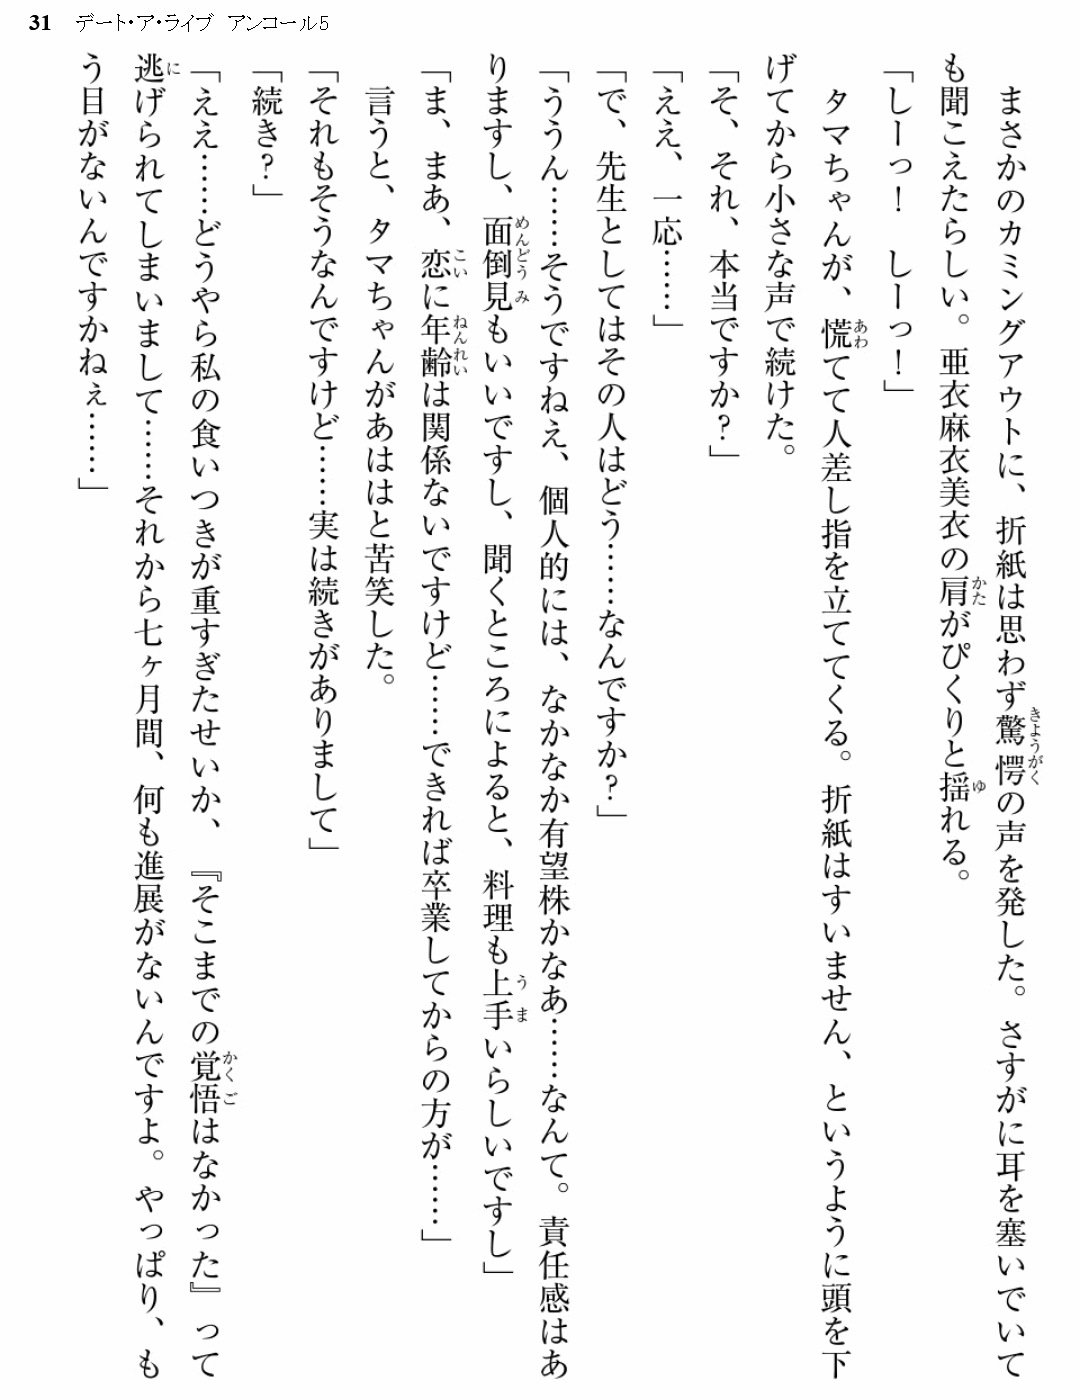 31 デート・ア・ライブ アンコール5
　まさかのカミングアウトに、折紙は思わず驚愕の声を発した。さすがに耳を塞いでいて
も聞こえたらしい。亜衣麻衣美衣の肩がぴくりと揺れる。
「しーっ！　しーっ！」
　タマちゃんが、慌てて人差し指を立ててくる。折紙はすいません、というように頭を下
げてから小さな声で続けた。
「そ、それ、本当ですか？」
「ええ、一応……」
「で、先生としてはその人はどう……なんですか？」
「ううん……そうですねえ、個人的には、なかなか有望株かなあ……なんて。責任感はあ
りますし、面倒見もいいですし、聞くところによると、料理も上手いらしいですし」
「ま、まあ、恋に年齢は関係ないですけど……できれば卒業してからの方が……」
　言うと、タマちゃんがあははと苦笑した。
「それもそうなんですけど……実は続きがありまして」
「続き？」
「ええ……どうやら私の食いつきが重すぎたせいか、『そこまでの覚悟はなかった』って
逃げられてしまいまして……それから七ヶ月間、何も進展がないんですよ。やっぱり、も
う目がないんですかねぇ……」